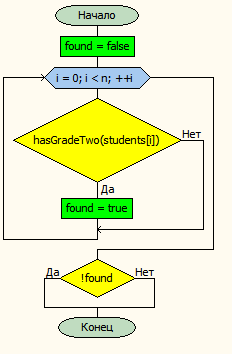 Начало
found = false
i = 0; i < n; ++i
hasGradeTwo(students[i])
Нет
Да
found = true
Да
!found
Нет
Конец